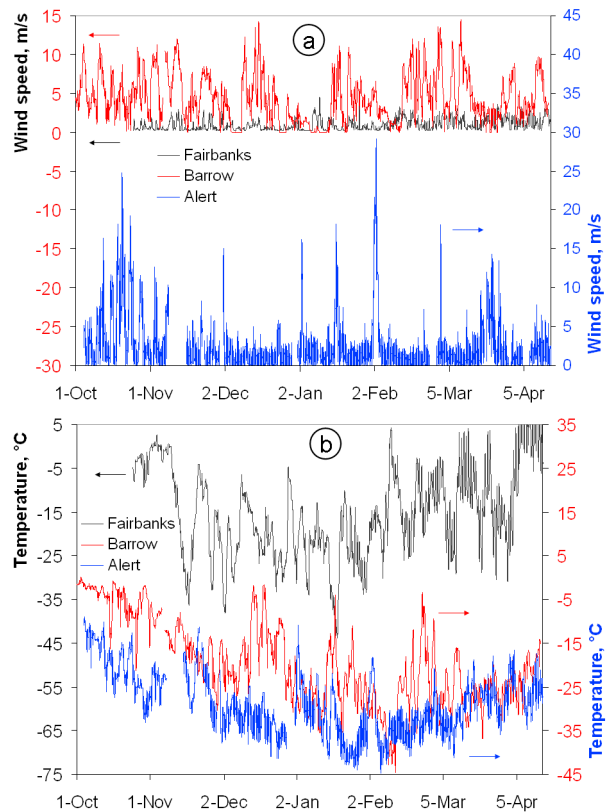 a
Wind speed, m/s
15
10
5
0
-5
-10
-15
-20
-25
-30
45
40
35
30
25
20
15
10
5
0
Wind speed, m/s
Fairbanks
Barrow
Alert
1-Oct 1-Nov 2-Dec 2-Jan 2-Feb 5-Mar 5-Apr
b
Temperature, °C
5
-5
-15
-25
-35
-45
-55
-65
-75
35
25
15
5
-5
-15
-25
-35
-45
Temperature, °C
Fairbanks
Barrow
Alert
1-Oct 1-Nov 2-Dec 2-Jan 2-Feb 5-Mar 5-Apr